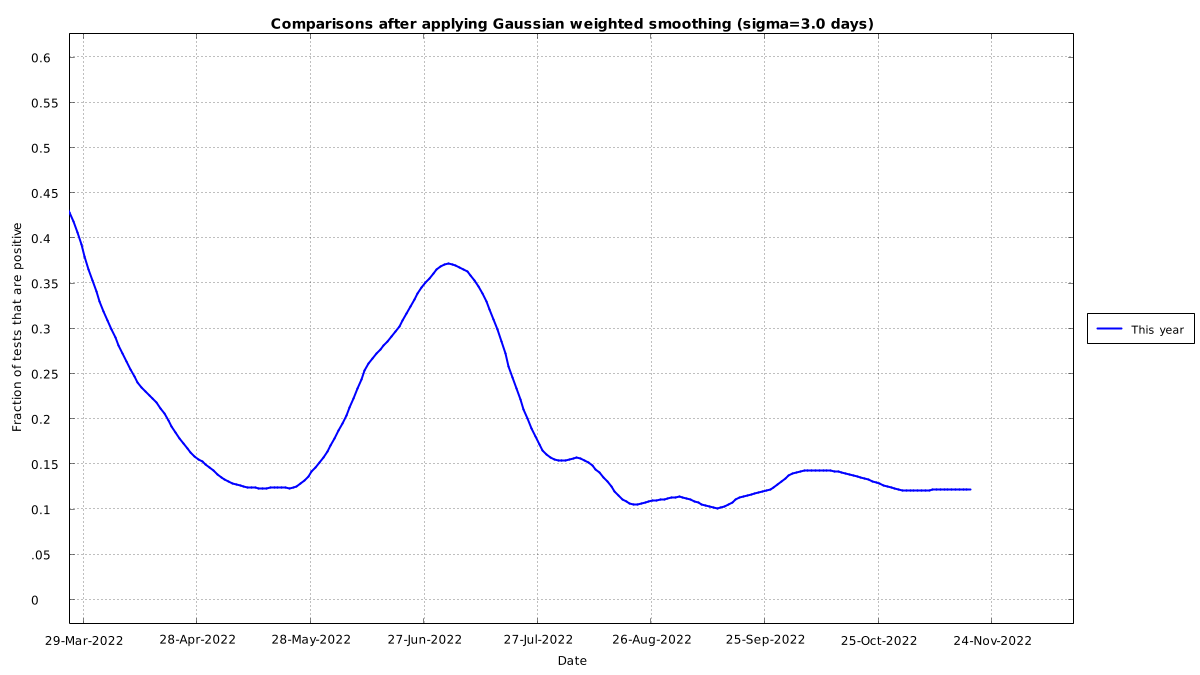 Comparisons after applying Gaussian weighted smoothing (sigma=3.0 days)
Fraction of tests that are positive
0.6
0.55
0.5
0.45
0.4
0.35
0.3
0.25
0.2
0.15
0.1
.05
0
29-Mar-2022
28-Apr-2022
28-May-2022
27-Jun-2022
27-Jul-2022
26-Aug-2022
25-Sep-2022
25-Oct-2022
24-Nov-2022
Date
This year